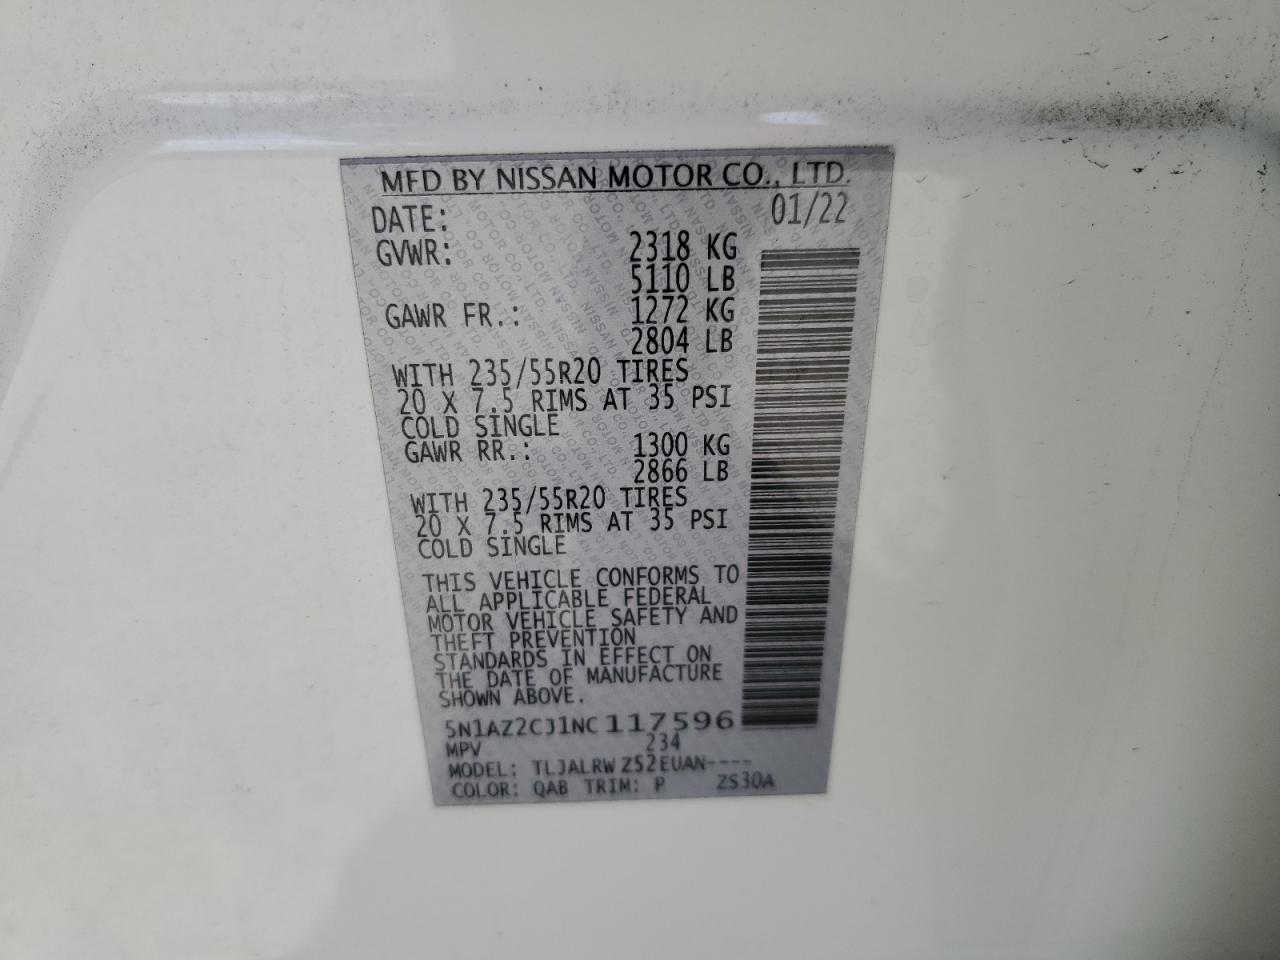 MFD BY NISSAN MOTOR CO., LTD.
DATE: 01/22
GVWR: 2318 KG
5110 LB
GAWR FR.: 1272 KG
2804 LB
WITH 235/55R20 TIRES
20 X 7.5 RIMS AT 35 PSI
COLD SINGLE
GAWR RR.: 1300 KG
2866 LB
WITH 235/55R20 TIRES
20 X 7.5 RIMS AT 35 PSI
COLD SINGLE
THIS VEHICLE CONFORMS TO
ALL APPLICABLE FEDERAL
MOTOR VEHICLE SAFETY AND
THEFT PREVENTION
STANDARDS IN EFFECT ON
THE DATE OF MANUFACTURE
SHOWN ABOVE.
5N1AZ2CJ1NC117596
MPV 234
MODEL: TLJALRWZ52EUAN----
COLOR: QAB TRIM: P ZS30A